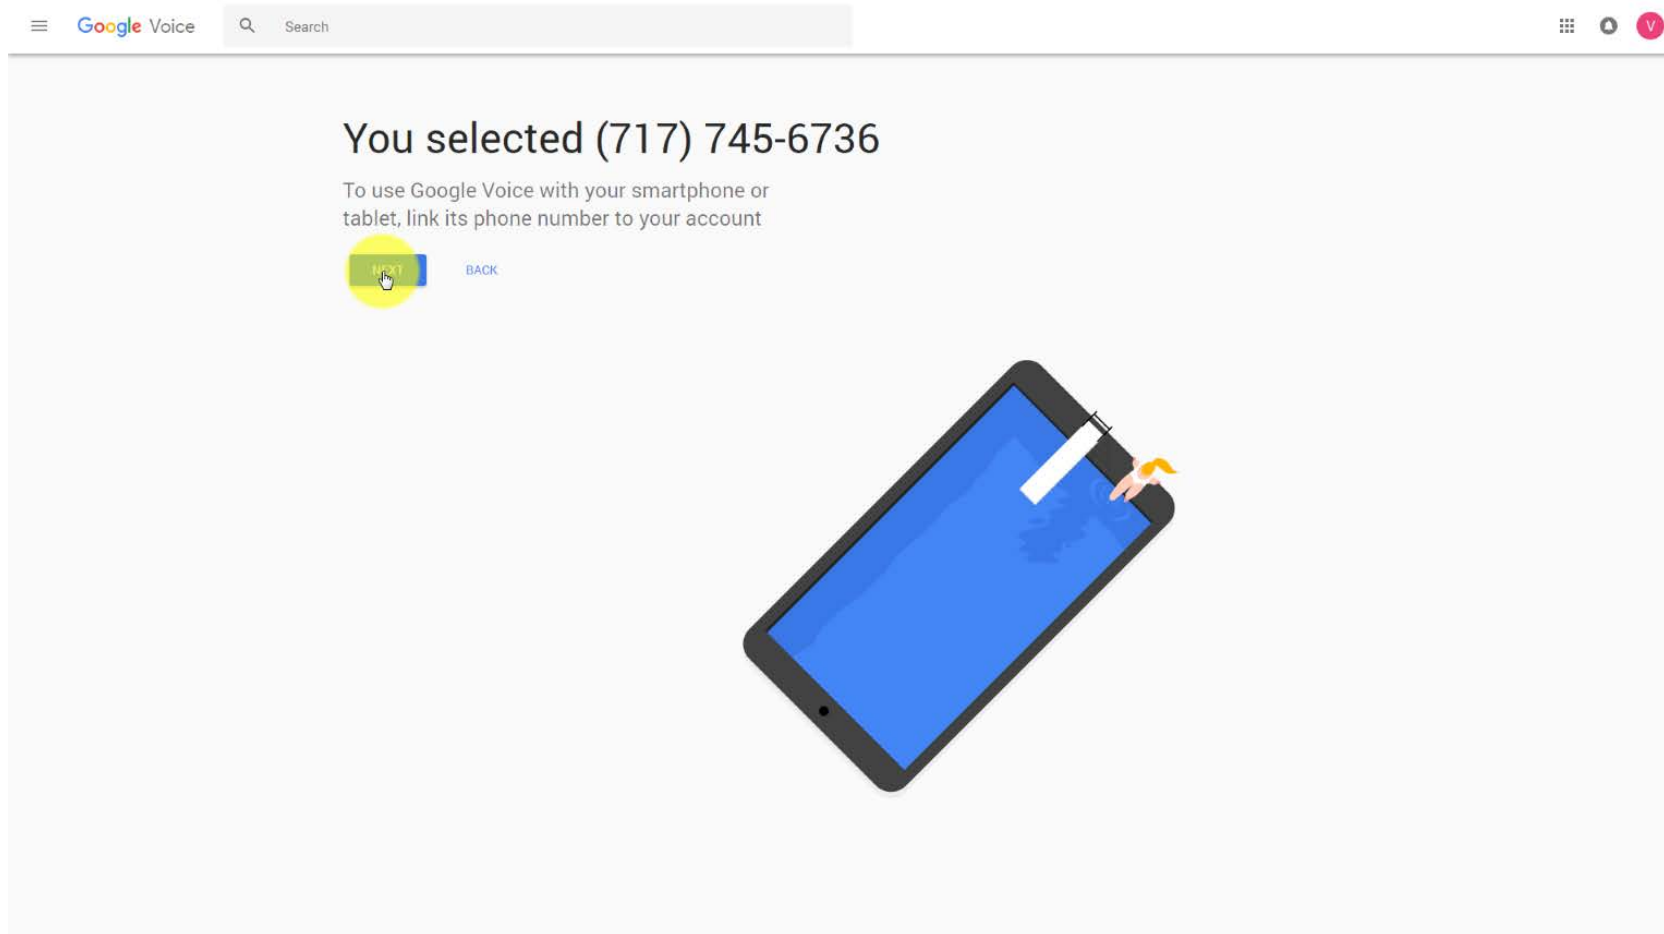 Google Voice
Search
V
You selected (717) 745-6736
To use Google Voice with your smartphone or
tablet, link its phone number to your account
NEXT
BACK